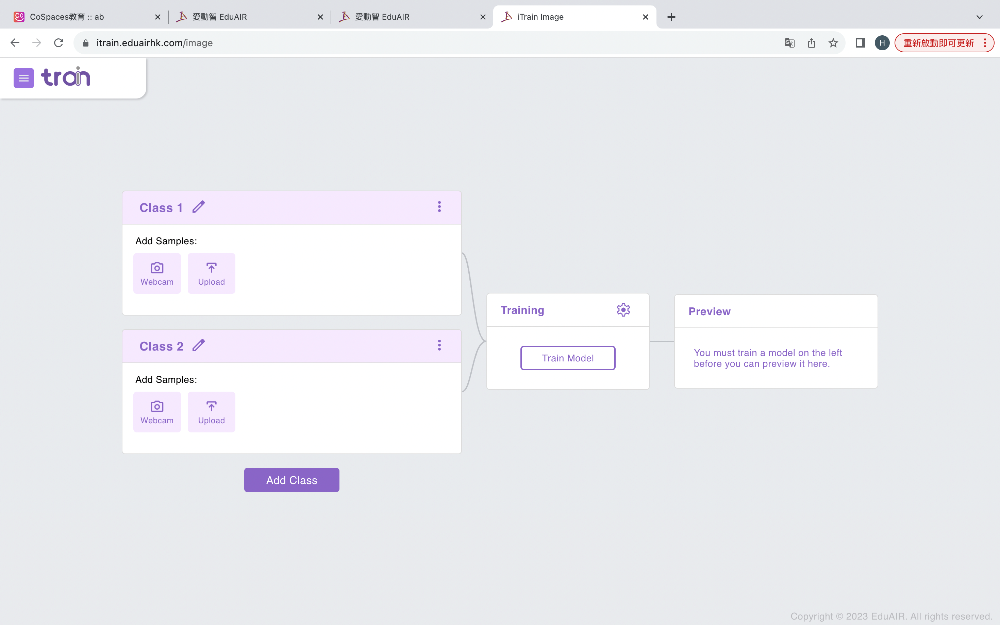 CoSpaces教育 :: ab
愛動智 EduAIR
愛動智 EduAIR
iTrain Image
itrain.eduairhk.com/image
H
重新啟動即可更新
train
Class 1
Add Samples:
Webcam
Upload
Class 2
Add Samples:
Webcam
Upload
Add Class
Training
Train Model
Preview
You must train a model on the left
before you can preview it here.
Copyright © 2023 EduAIR. All rights reserved.